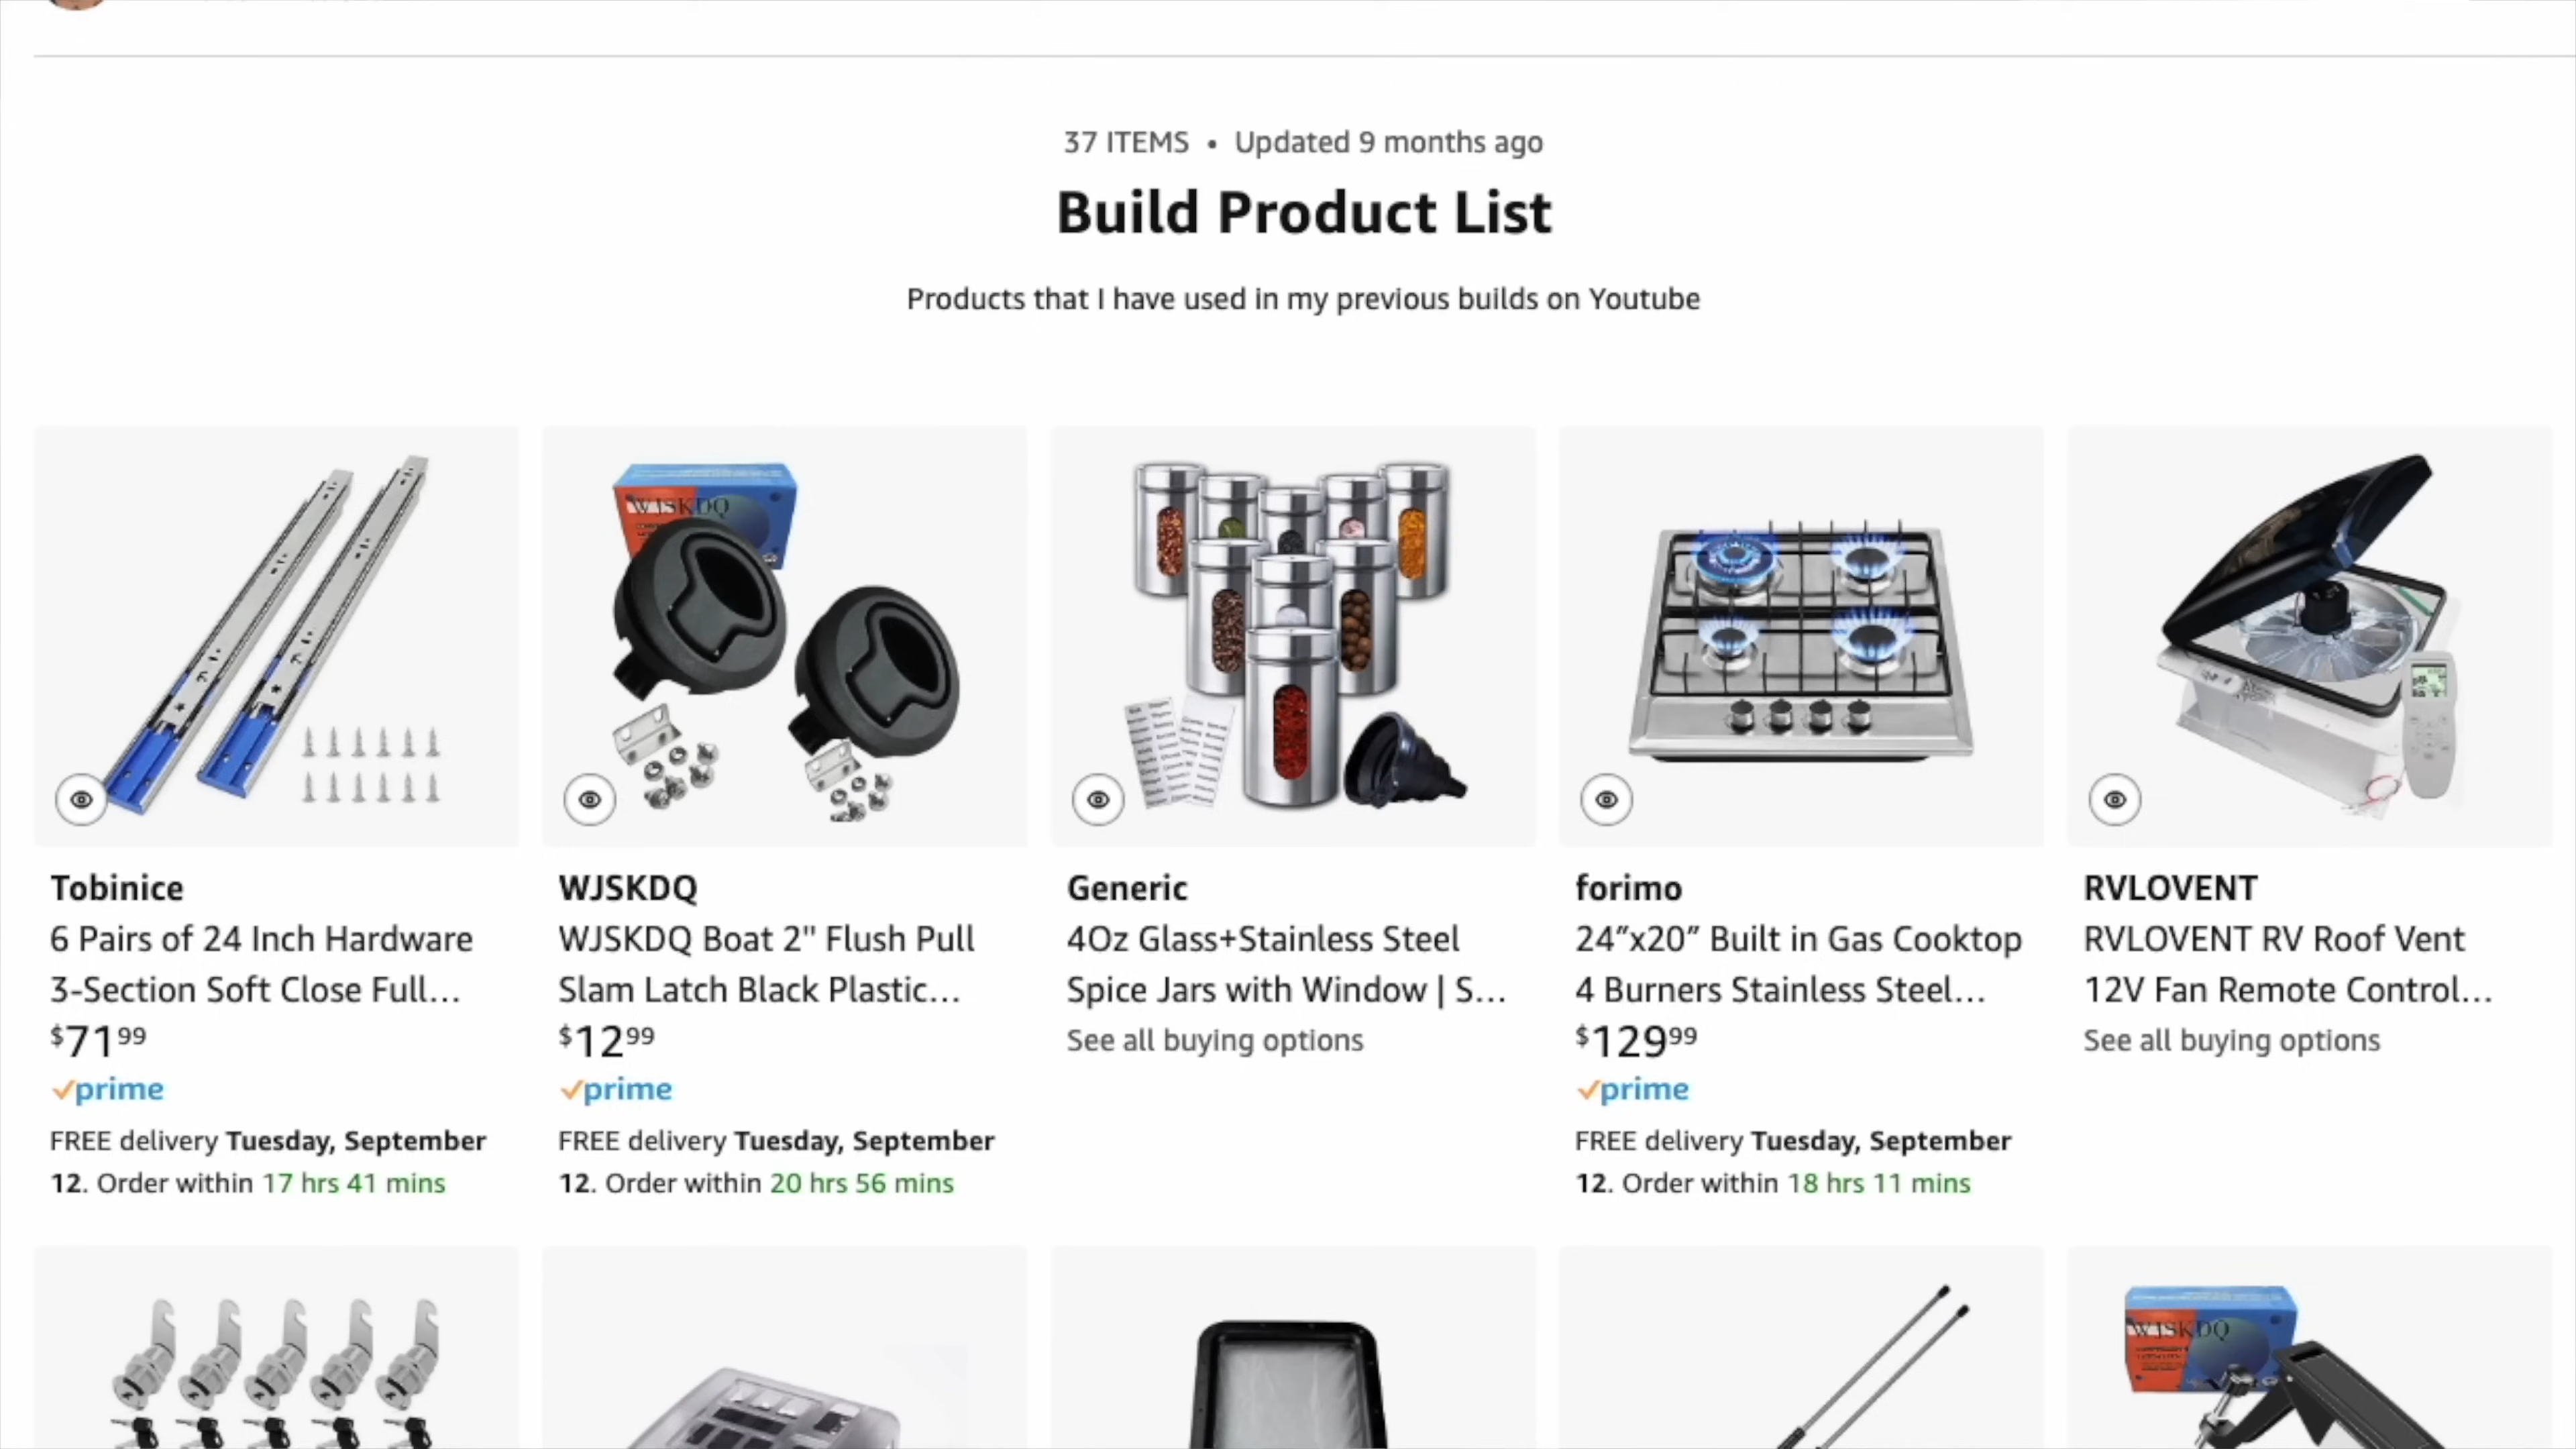 37 ITEMS • Updated 9 months ago
Build Product List
Products that I have used in my previous builds on Youtube
WJSKDQ
Tobinice
6 Pairs of 24 Inch Hardware
3-Section Soft Close Full...
$7199
prime
FREE delivery Tuesday, September
12. Order within 17 hrs 41 mins
WJSKDQ
WJSKDQ Boat 2" Flush Pull
Slam Latch Black Plastic...
$1299
prime
FREE delivery Tuesday, September
12. Order within 20 hrs 56 mins
Generic
4Oz Glass+Stainless Steel
Spice Jars with Window | S...
See all buying options
forimo
24”x20” Built in Gas Cooktop
4 Burners Stainless Steel...
$12999
prime
FREE delivery Tuesday, September
12. Order within 18 hrs 11 mins
RVLOVENT
RVLOVENT RV Roof Vent
12V Fan Remote Control...
See all buying options
WJSKDQ